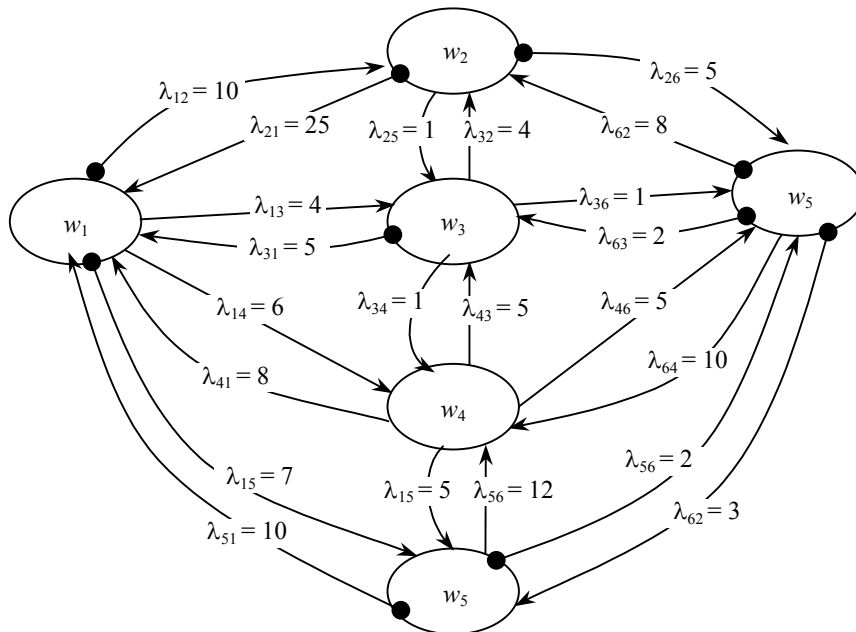 w₂
λ₁₂ = 10
λ₂₆ = 5
λ₂₁ = 25
λ₂₅ = 1
λ₃₂ = 4
λ₆₂ = 8
w₁
λ₁₃ = 4
w₃
λ₃₆ = 1
w₅
λ₃₁ = 5
λ₆₃ = 2
λ₁₄ = 6
λ₃₄ = 1
λ₄₃ = 5
λ₄₆ = 5
λ₄₁ = 8
w₄
λ₆₄ = 10
λ₁₅ = 7
λ₁₅ = 5
λ₅₆ = 12
λ₅₆ = 2
λ₅₁ = 10
λ₆₂ = 3
w₅